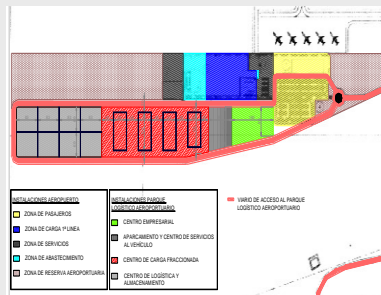 INSTALACIONES AEROPUERTO
ZONA DE PASAJEROS
ZONA DE CARGA 1ª LINEA
ZONA DE SERVICIOS
ZONA DE ABASTECIMIENTO
ZONA DE RESERVA AEROPORTUARIA
INSTALACIONES PARQUE
LOGÍSTICO AEROPORTUARIO
CENTRO EMPRESARIAL
APARCAMIENTO Y CENTRO DE SERVICIOS
AL VEHÍCULO
CENTRO DE CARGA FRACCIONADA
CENTRO DE LOGÍSTICA Y
ALMACENAMIENTO
VIARIO DE ACCESO AL PARQUE
LOGÍSTICO AEROPORTUARIO